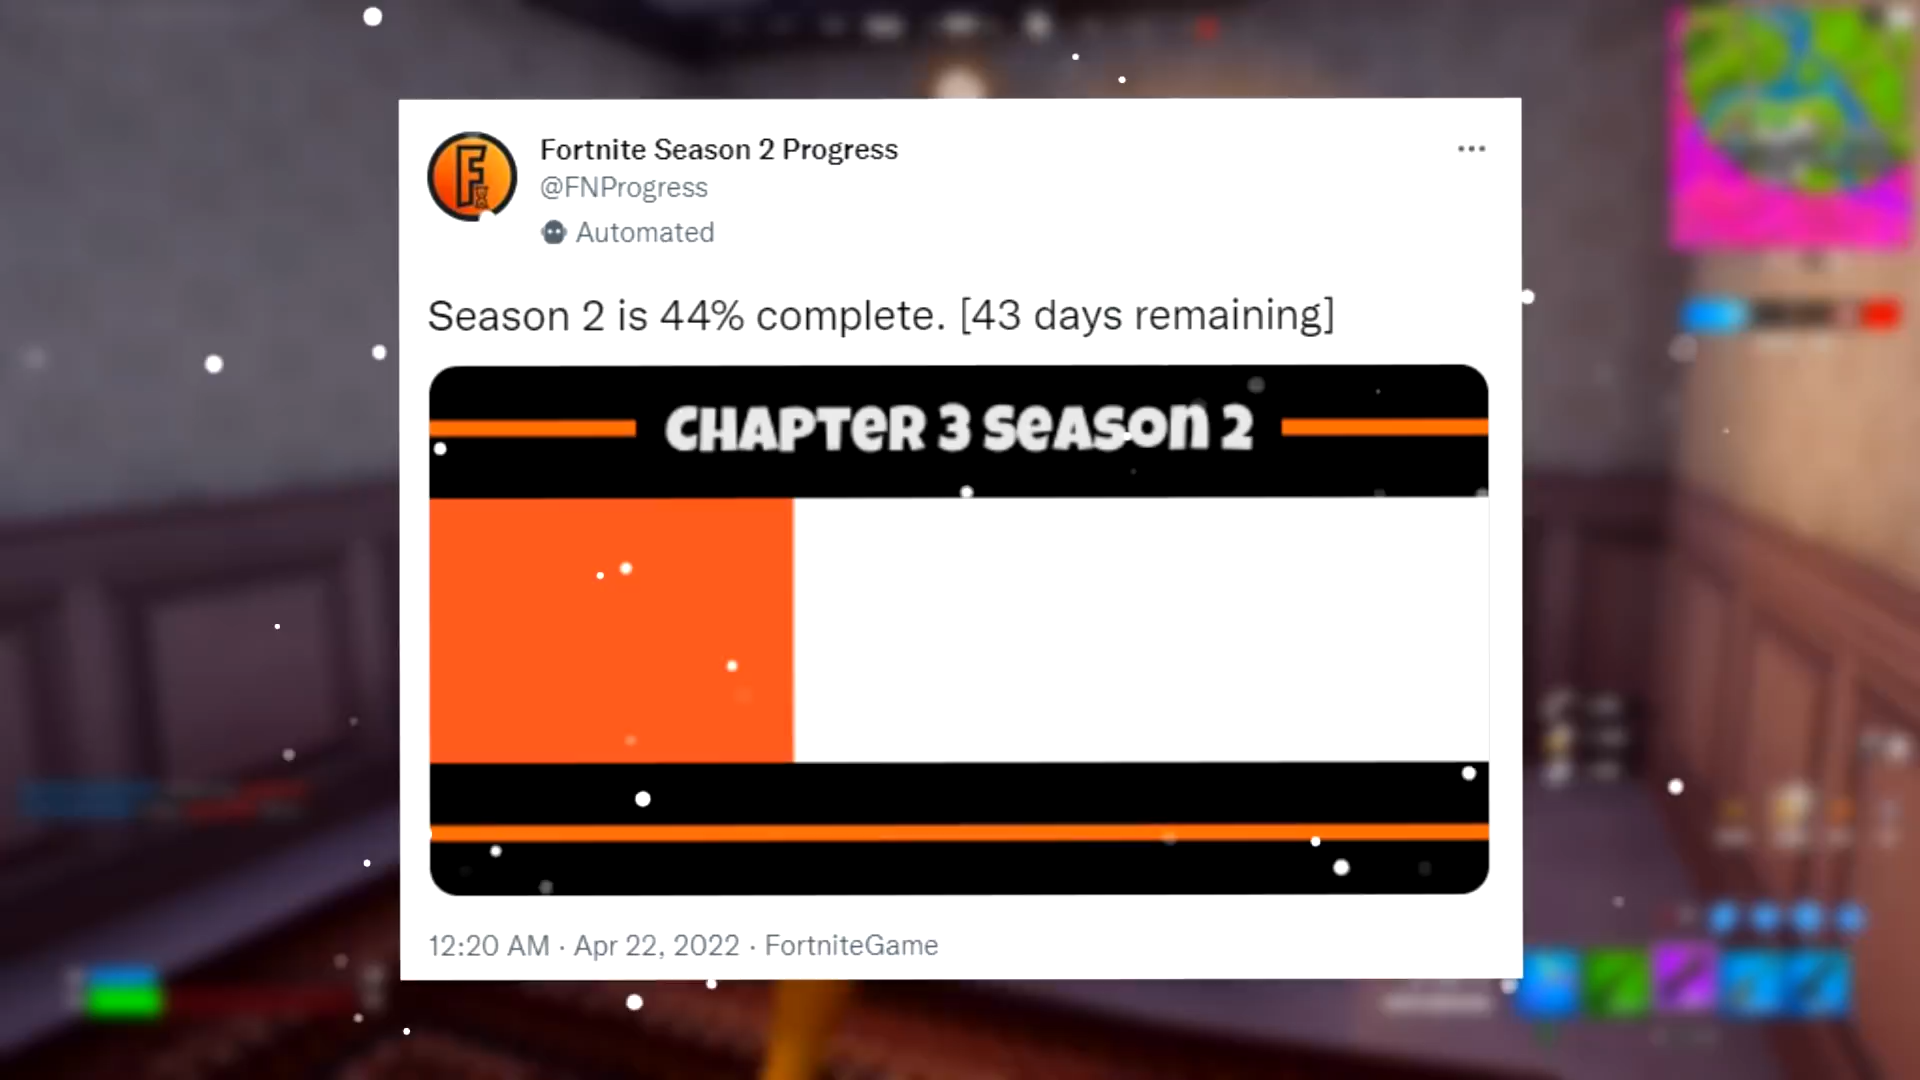 Fortnite Season 2 Progress
@FNProgress
Automated
Season 2 is 44% complete. [43 days remaining]
CHAPTER 3 SEASON 2
12:20 AM · Apr 22, 2022 · FortniteGame